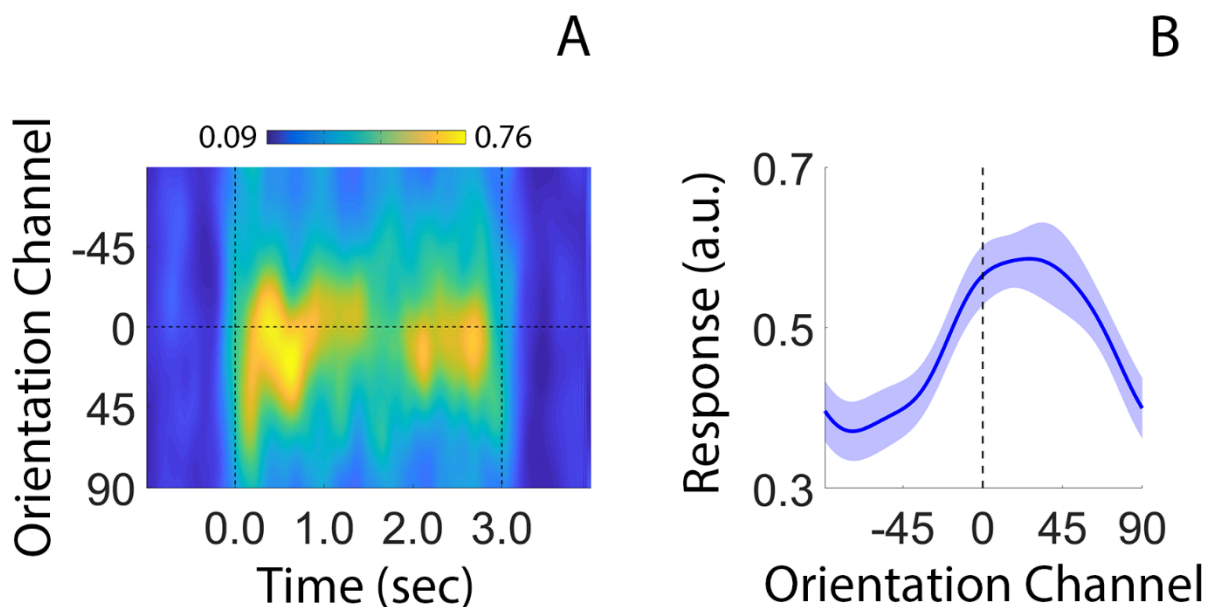 A
0.09 0.76
Orientation Channel
-45
0
45
90
0.0 1.0 2.0 3.0
Time (sec)
B
Response (a.u.)
0.7
0.5
0.3
-45 0 45 90
Orientation Channel